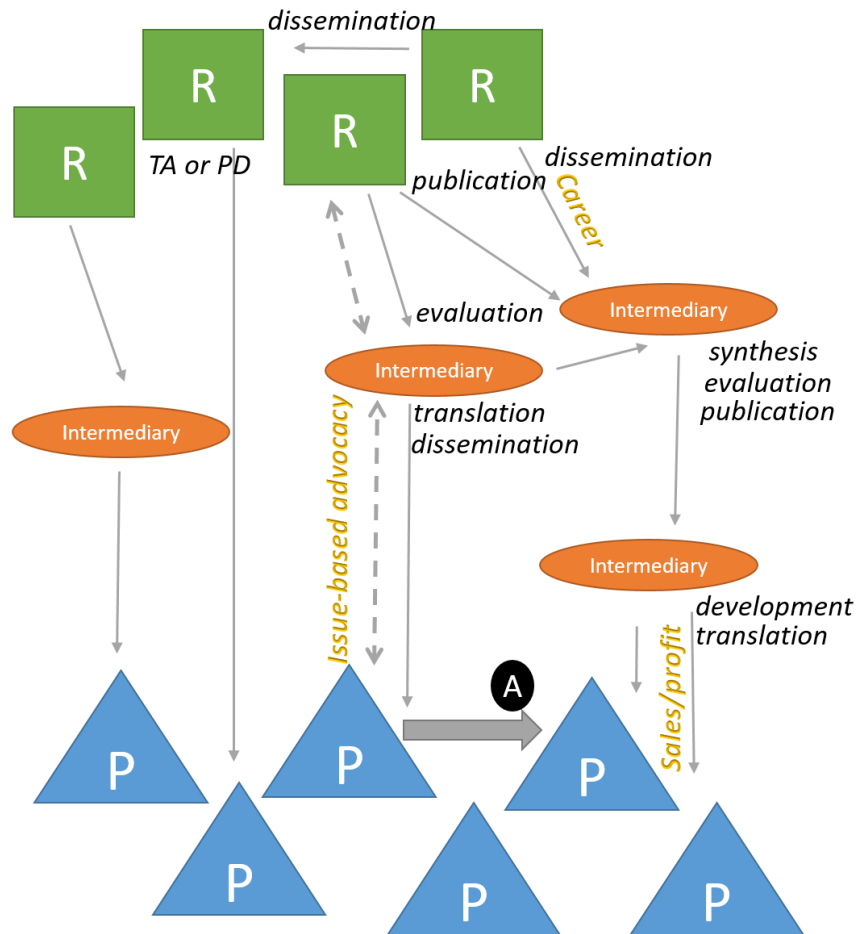 dissemination
R
R
R
R
TA or PD
dissemination
publication
Career
Intermediary
evaluation
synthesis
evaluation
publication
Intermediary
translation
dissemination
Intermediary
Issue-based advocacy
Intermediary
development
translation
Sales/profit
A
P
P
P
P
P
P